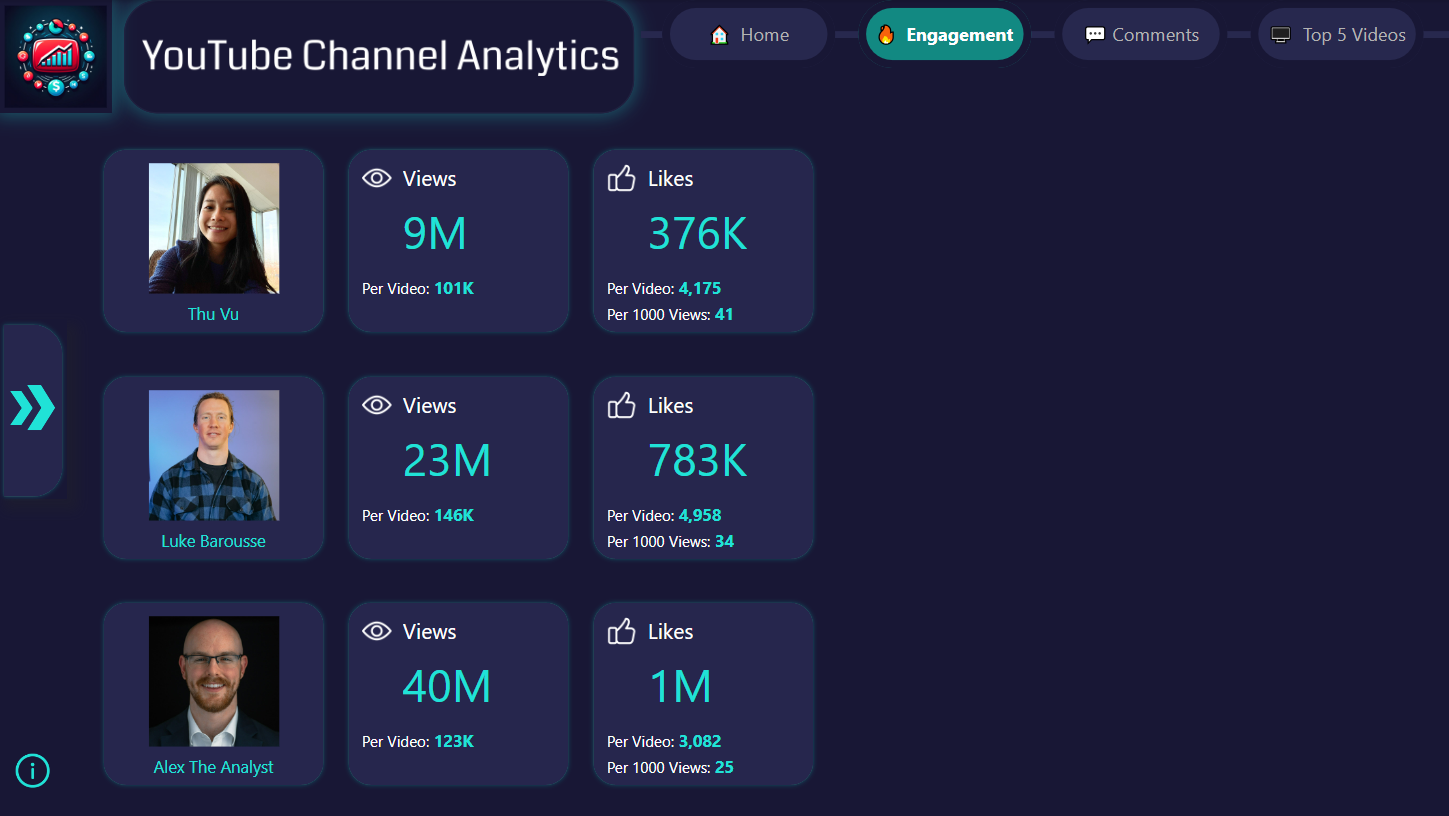 YouTube Channel Analytics
Home
Engagement
Comments
Top 5 Videos
Thu Vu
Views
9M
Per Video: 101K
Likes
376K
Per Video: 4,175
Per 1000 Views: 41
Luke Barousse
Views
23M
Per Video: 146K
Likes
783K
Per Video: 4,958
Per 1000 Views: 34
Alex The Analyst
Views
40M
Per Video: 123K
Likes
1M
Per Video: 3,082
Per 1000 Views: 25